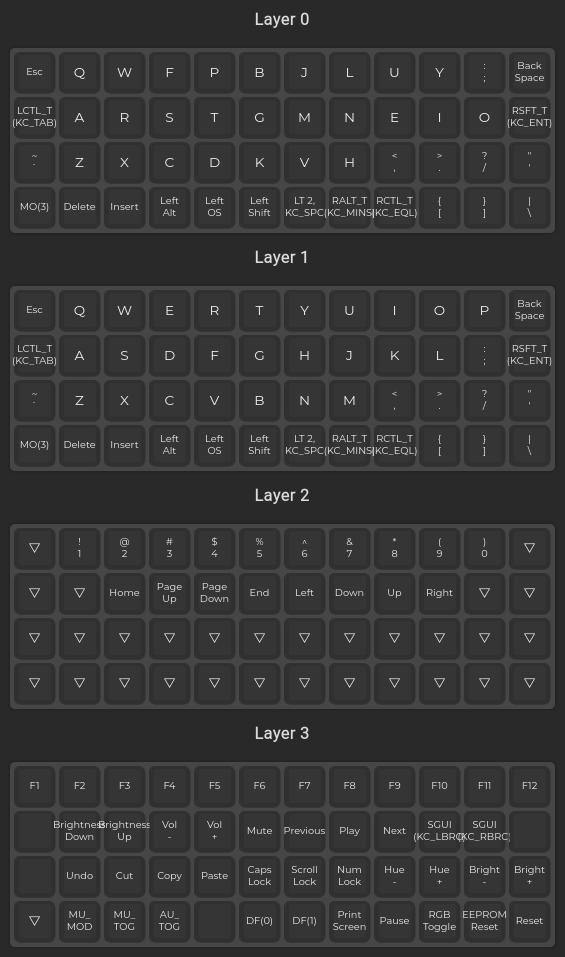 Layer 0
Esc Q W F P B J L U Y : ; Back Space
LCTL_T (KC_TAB) A R S T G M N E I O RSFT_T (KC_ENT)
~ ` Z X C D K V H < , > . ? / " '
MO(3) Delete Insert Left Alt Left OS Left Shift LT 2, KC_SPC( RALT_T (KC_MINS) RCTL_T (KC_EQL) { [ } ] | \
Layer 1
Esc Q W E R T Y U I O P Back Space
LCTL_T (KC_TAB) A S D F G H J K L : ; RSFT_T (KC_ENT)
~ ` Z X C V B N M < , > . ? / " '
MO(3) Delete Insert Left Alt Left OS Left Shift LT 2, KC_SPC( RALT_T (KC_MINS) RCTL_T (KC_EQL) { [ } ] | \
Layer 2
▽ ! 1 @ 2 # 3 $ 4 % 5 ^ 6 & 7 * 8 ( 9 ) 0 ▽
▽ ▽ Home Page Up Page Down End Left Down Up Right ▽ ▽
▽ ▽ ▽ ▽ ▽ ▽ ▽ ▽ ▽ ▽ ▽ ▽
▽ ▽ ▽ ▽ ▽ ▽ ▽ ▽ ▽ ▽ ▽ ▽
Layer 3
F1 F2 F3 F4 F5 F6 F7 F8 F9 F10 F11 F12
Brightness Down Brightness Up Vol - Vol + Mute Previous Play Next SGUI (KC_LBRC) SGUI (KC_RBRC)
Undo Cut Copy Paste Caps Lock Scroll Lock Num Lock Hue - Hue + Bright - Bright +
▽ MU_ MOD MU_ TOG AU_ TOG DF(0) DF(1) Print Screen Pause RGB Toggle EEPROM Reset Reset